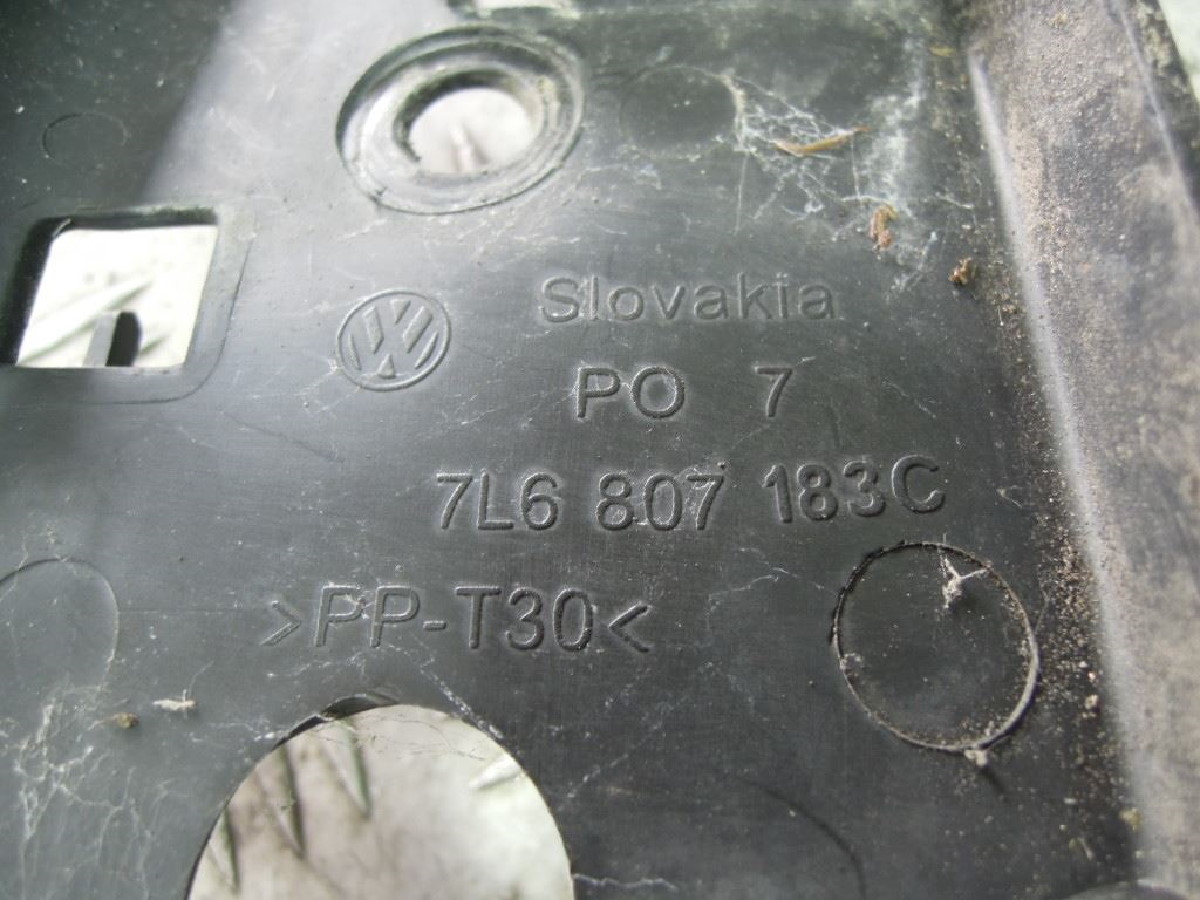 Slovakia
PO 7
7L6 807 183C
>PP-T30<